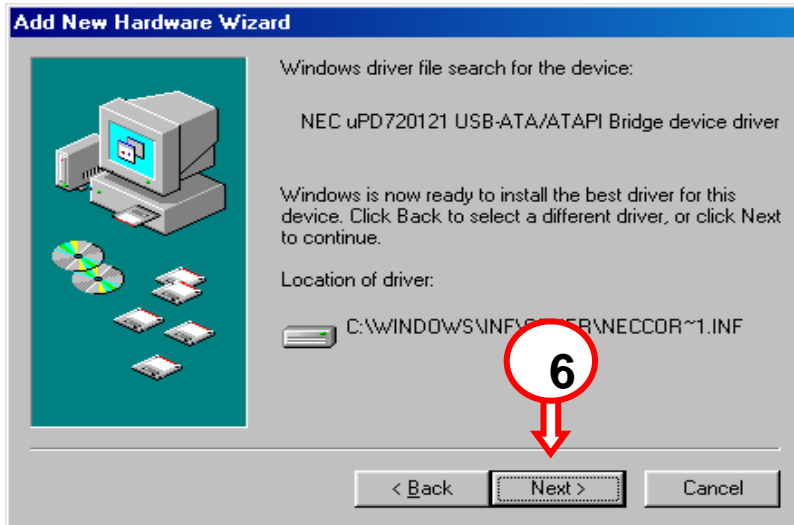 Add New Hardware Wizard
Windows driver file search for the device:
NEC uPD720121 USB-ATA/ATAPI Bridge device driver
Windows is now ready to install the best driver for this
device. Click Back to select a different driver, or click Next
to continue.
Location of driver:
C:\WINDOWS\INF\ \NECCOR~1.INF
6
< Back
Next >
Cancel